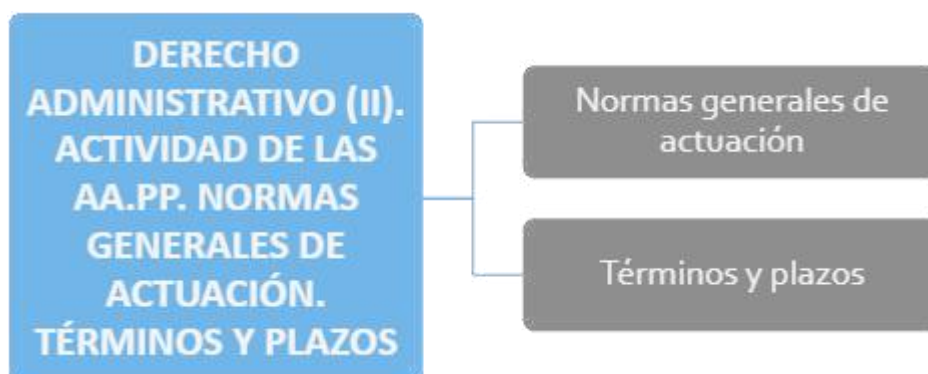 DERECHO
ADMINISTRATIVO (II).
ACTIVIDAD DE LAS
AA.PP. NORMAS
GENERALES DE
ACTUACIÓN.
TÉRMINOS Y PLAZOS
Normas generales de
actuación
Términos y plazos